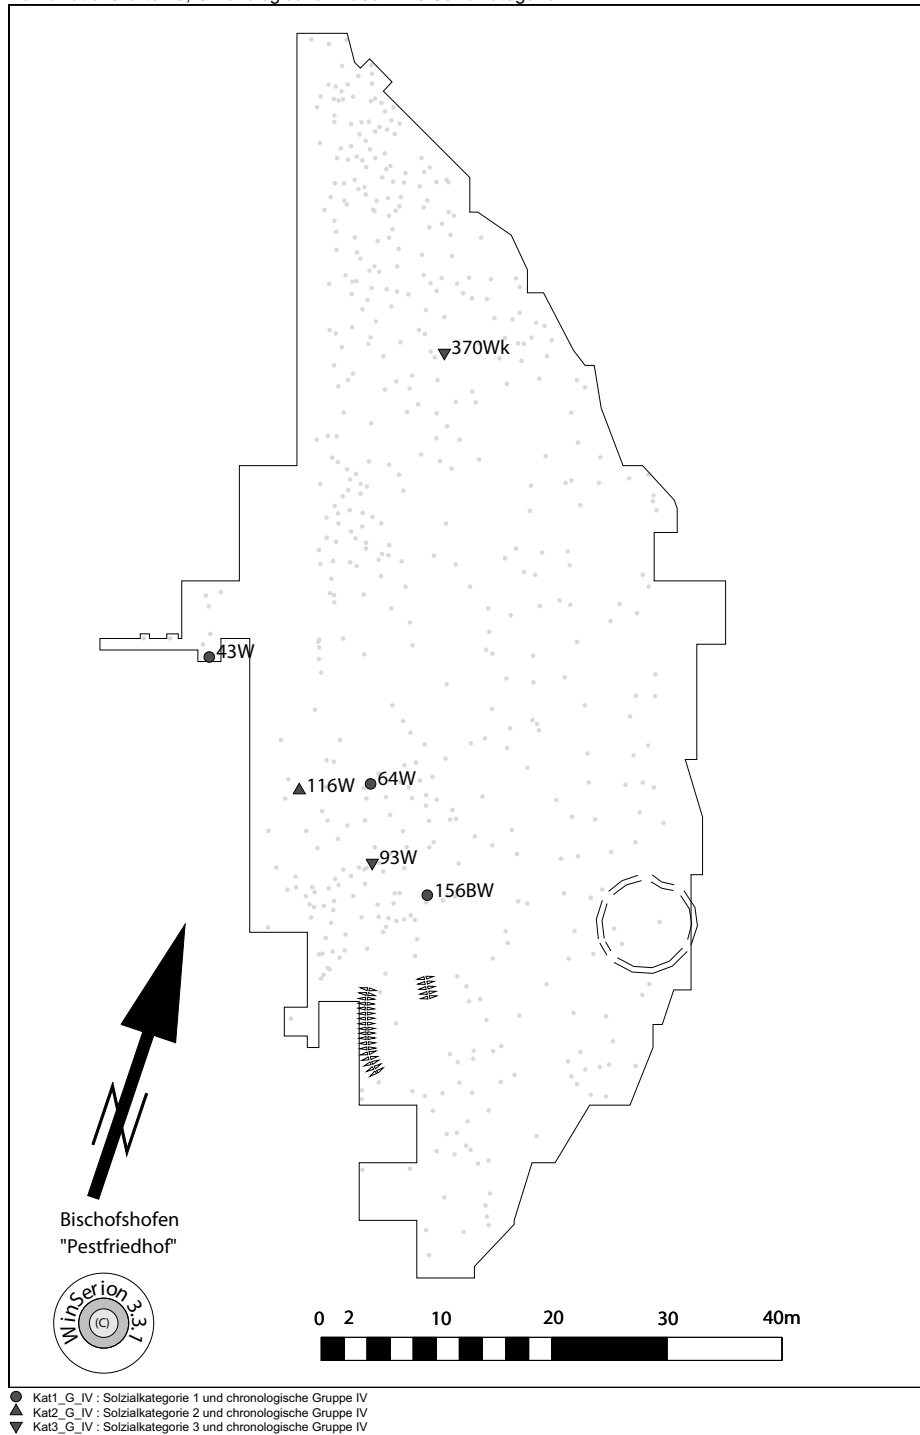 370Wk
43W
116W
64W
93W
156BW
Bischofshofen
"Pestfriedhof"
WinSerion 3.3.1
(C)
0 2 10 20 30 40m
Kat1_G_IV : Solzialkategorie 1 und chronologische Gruppe IV
Kat2_G_IV : Solzialkategorie 2 und chronologische Gruppe IV
Kat3_G_IV : Solzialkategorie 3 und chronologische Gruppe IV